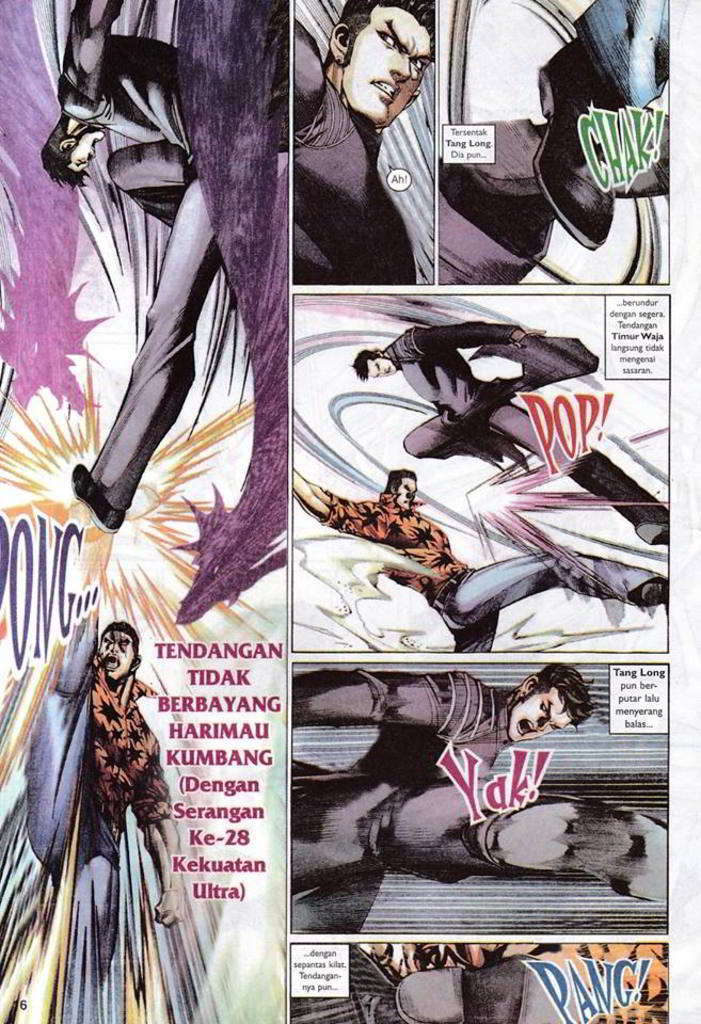 Ah!
Tersentak
Tang Long.
Dia pun...
CHAK!
...berundur
dengan segera.
Tendangan
Timur Waja
langsung tidak
mengenai
sasaran.
POP!
PONG...
TENDANGAN
TIDAK
BERBAYANG
HARIMAU
KUMBANG
(Dengan
Serangan
Ke-28
Kekuatan
Ultra)
Tang Long
pun ber-
putar lalu
menyerang
balas...
Yak!
...dengan
sepantas kilat.
Tendangan-
nya pun...
PANG!